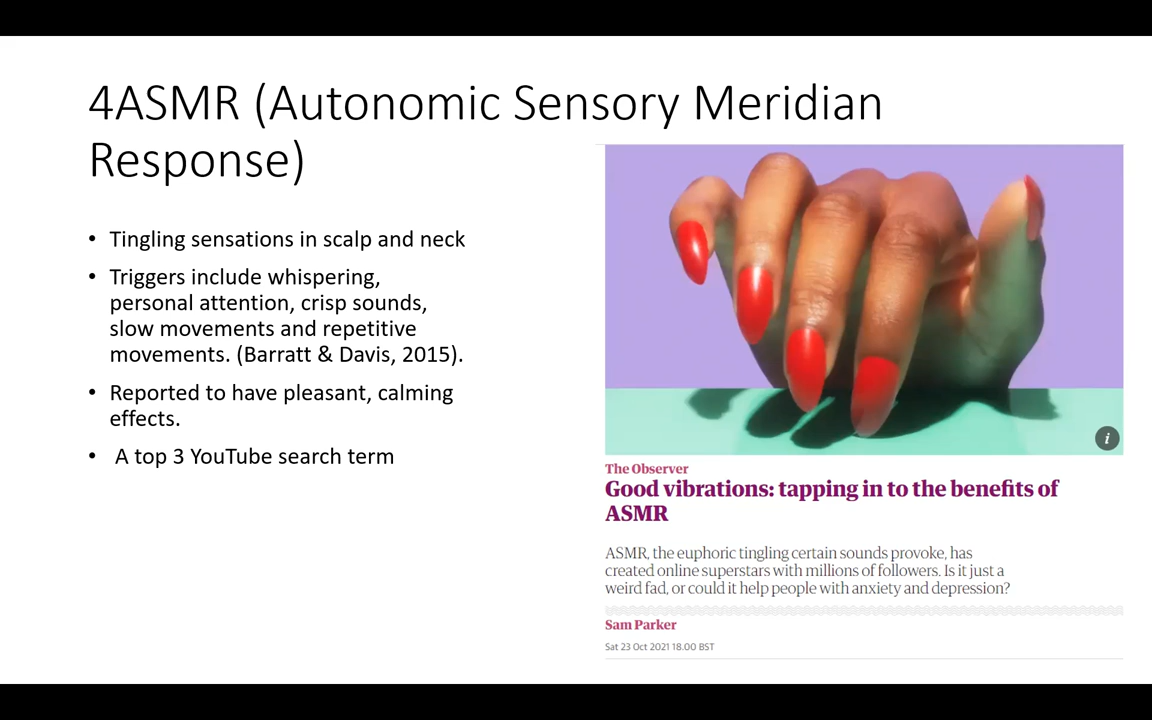 4ASMR (Autonomic Sensory Meridian
Response)
• Tingling sensations in scalp and neck
• Triggers include whispering,
personal attention, crisp sounds,
slow movements and repetitive
movements. (Barratt & Davis, 2015).
• Reported to have pleasant, calming
effects.
• A top 3 YouTube search term
i
The Observer
Good vibrations: tapping in to the benefits of
ASMR
ASMR, the euphoric tingling certain sounds provoke, has
created online superstars with millions of followers. Is it just a
weird fad, or could it help people with anxiety and depression?
Sam Parker
Sat 23 Oct 2021 18.00 BST